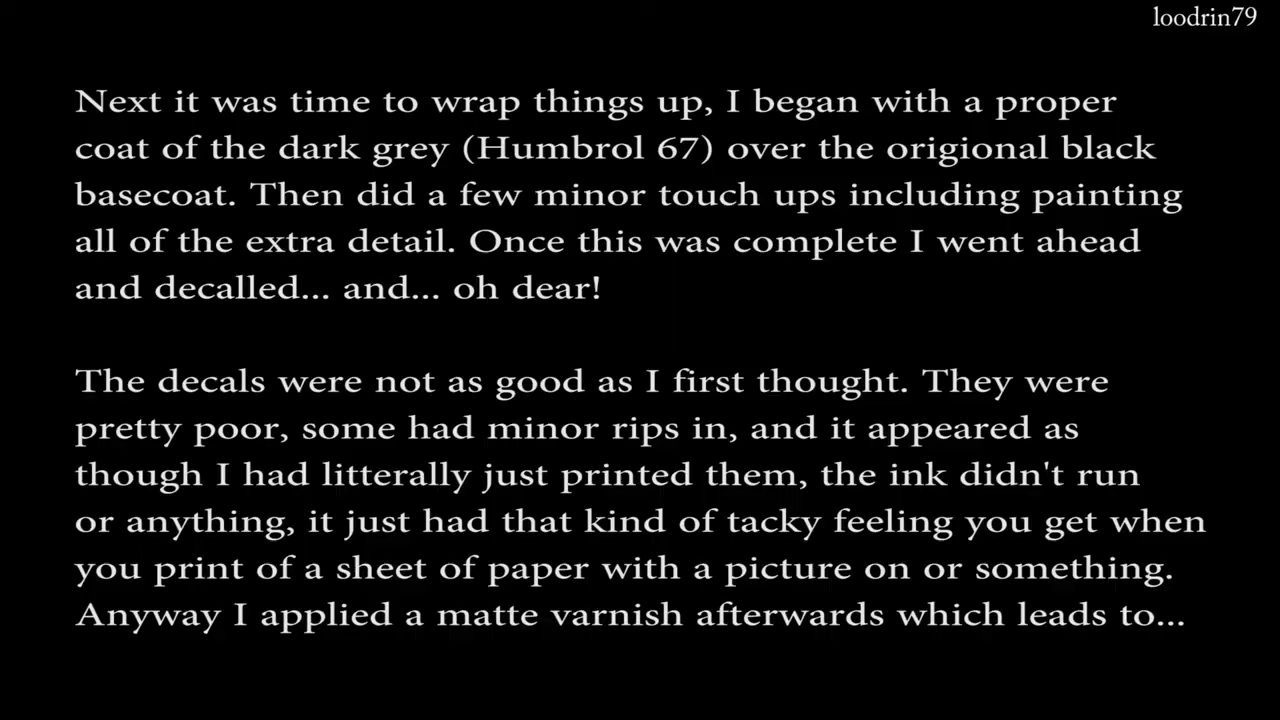 loodrin79
Next it was time to wrap things up, I began with a proper
coat of the dark grey (Humbrol 67) over the origional black
basecoat. Then did a few minor touch ups including painting
all of the extra detail. Once this was complete I went ahead
and decalled... and... oh dear!
The decals were not as good as I first thought. They were
pretty poor, some had minor rips in, and it appeared as
though I had litterally just printed them, the ink didn't run
or anything, it just had that kind of tacky feeling you get when
you print of a sheet of paper with a picture on or something.
Anyway I applied a matte varnish afterwards which leads to...